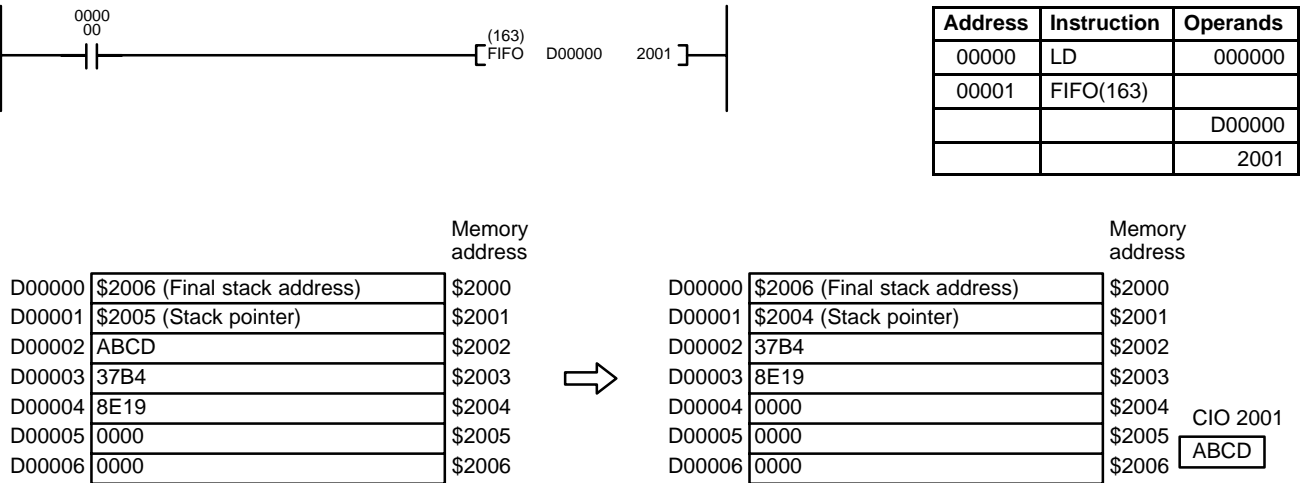 0000
00
(163)
FIFO D00000 2001
Address Instruction Operands
00000 LD 000000
00001 FIFO(163)
D00000
2001
Memory
address
D00000 $2006 (Final stack address) $2000
D00001 $2005 (Stack pointer) $2001
D00002 ABCD $2002
D00003 37B4 $2003
D00004 8E19 $2004
D00005 0000 $2005
D00006 0000 $2006
Memory
address
D00000 $2006 (Final stack address) $2000
D00001 $2004 (Stack pointer) $2001
D00002 37B4 $2002
D00003 8E19 $2003
D00004 0000 $2004
D00005 0000 $2005
D00006 0000 $2006
CIO 2001
ABCD